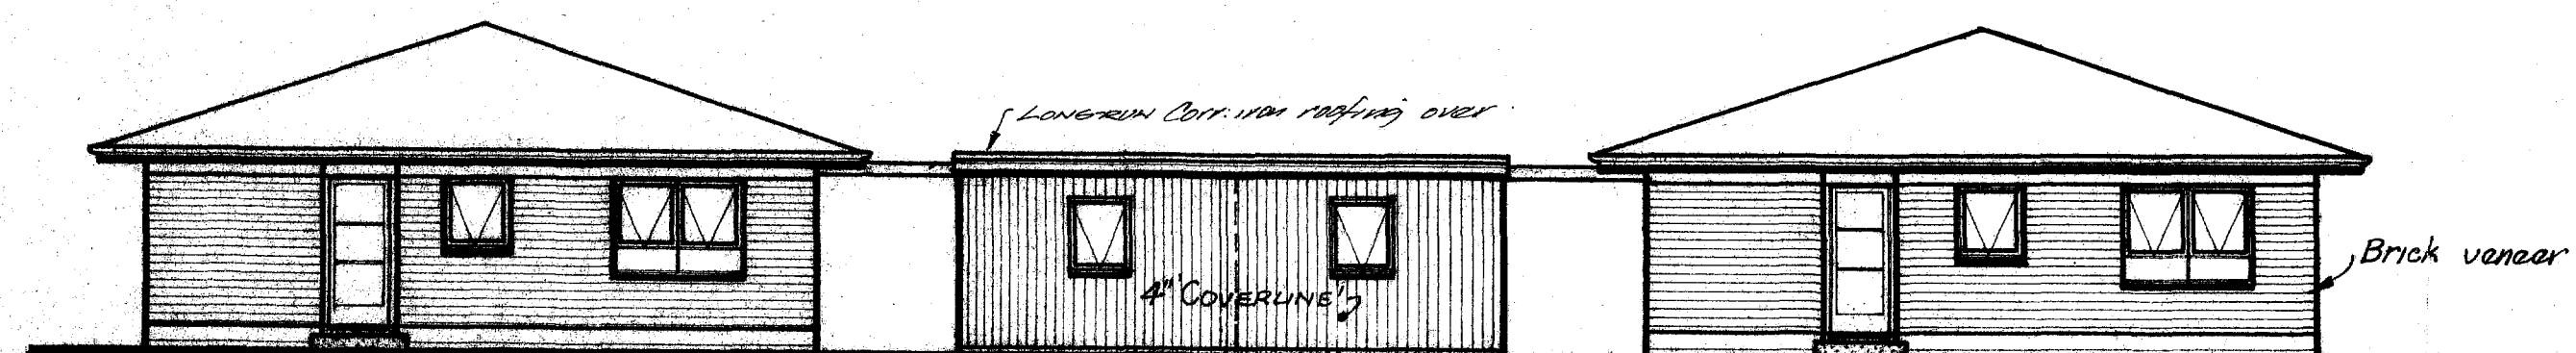 LONGRUN Corr: iron roofing over
4" 'COVERLINE'
Brick veneer